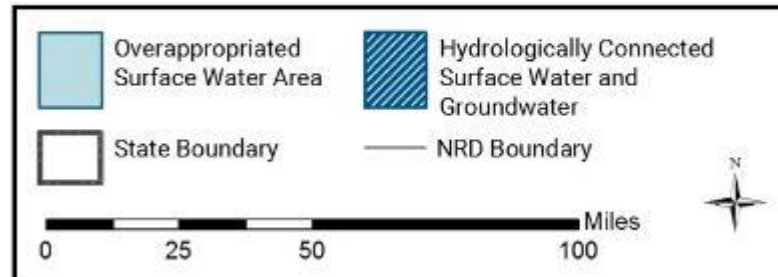 Overappropriated
Surface Water Area
Hydrologically Connected
Surface Water and
Groundwater
State Boundary
NRD Boundary
N
Miles
0 25 50 100